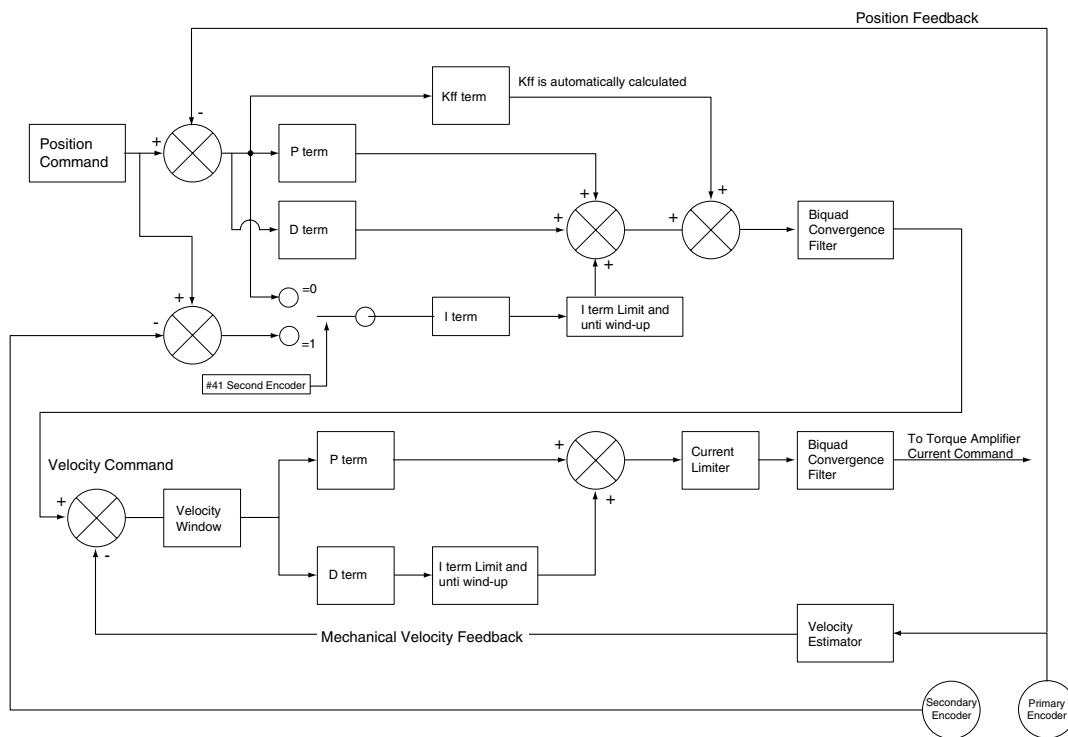 Position Feedback
Kff is automatically calculated
Kff term
-
+
Position
Command
+
P term
+
+
+
D term
+
+
Biquad
Convergence
Filter
=0
+
-
=1
I term
I term Limit and
unti wind-up
#41 Second Encoder
Velocity Command
+
-
Velocity
Window
P term
+
+
Current
Limiter
Biquad
Convergence
Filter
To Torque Amplifier
Current Command
D term
I term Limit and
unti wind-up
Mechanical Velocity Feedback
Velocity
Estimator
Secondary
Encoder
Primary
Encoder